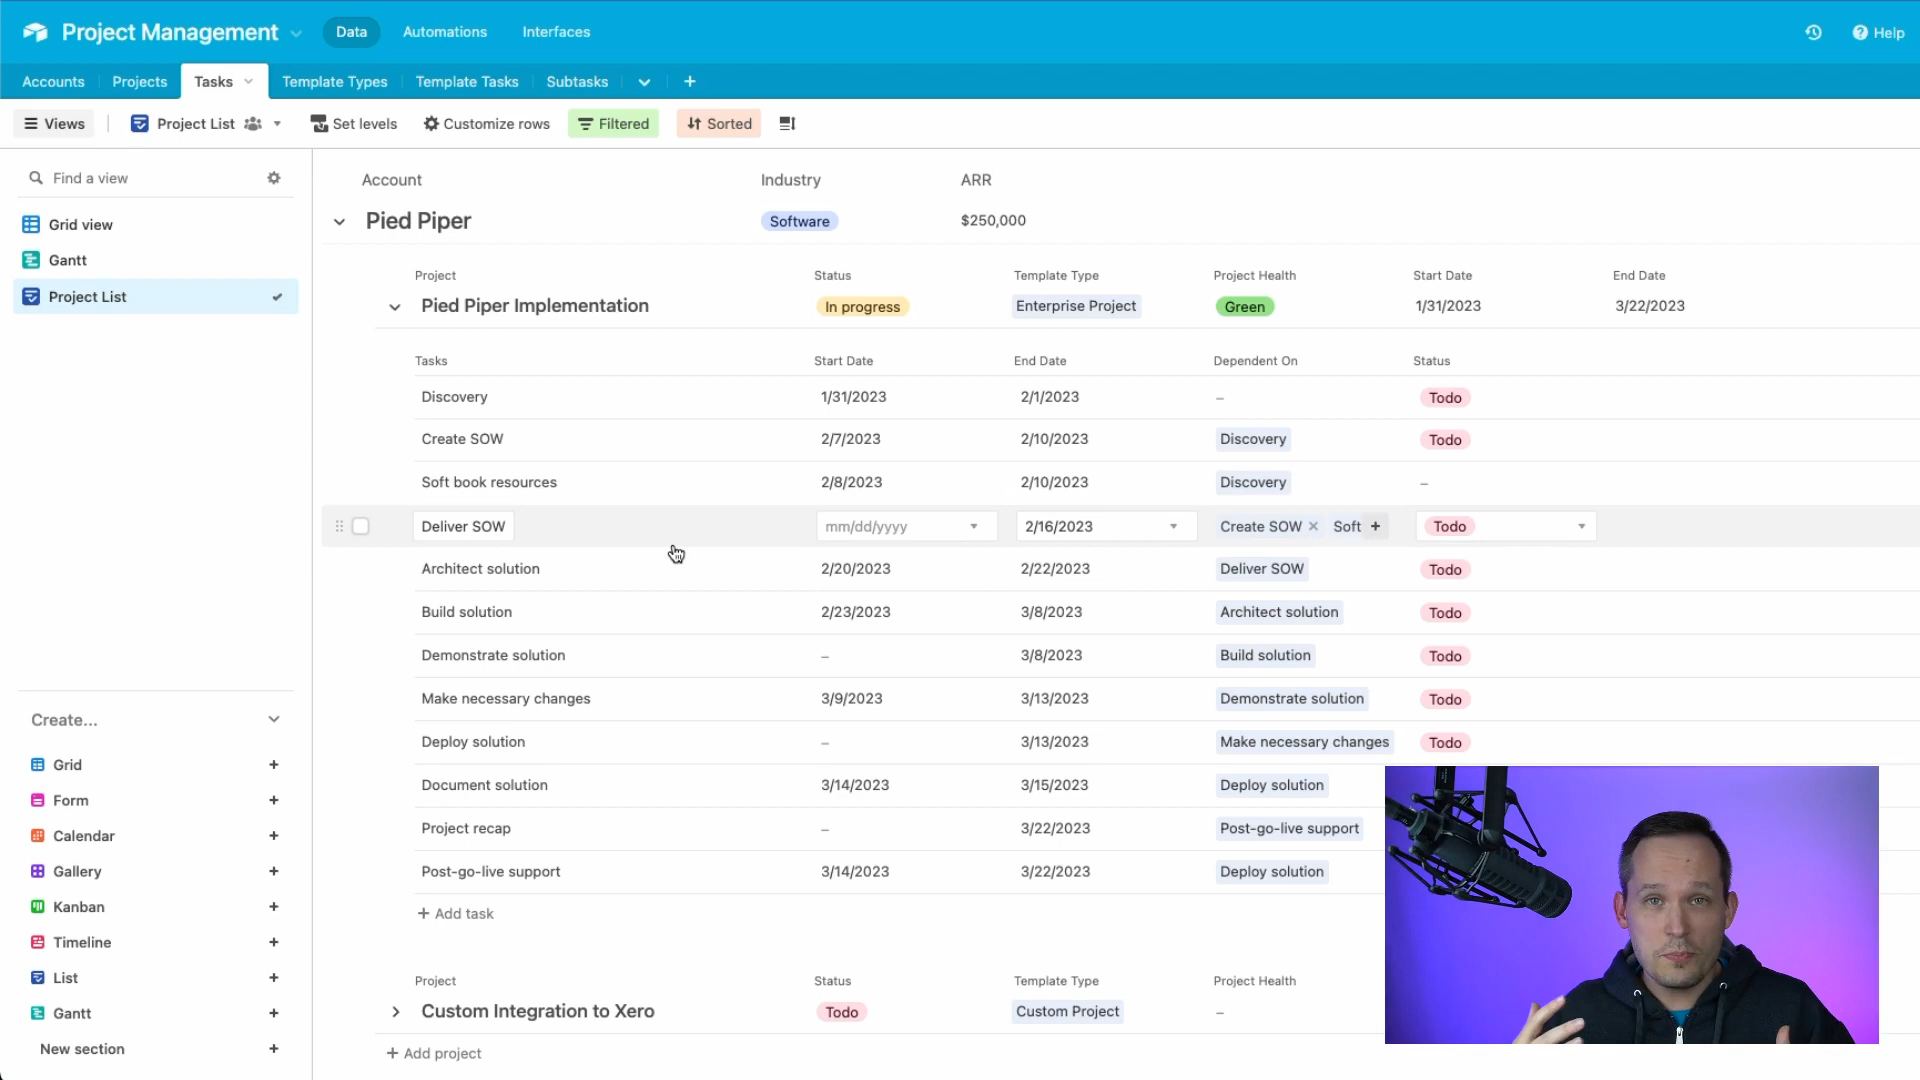 Project Management Data Automations Interfaces Help
Accounts Projects Tasks Template Types Template Tasks Subtasks
Views Project List Set levels Customize rows Filtered Sorted
Find a view
Grid view
Gantt
Project List
Create...
Grid
Form
Calendar
Gallery
Kanban
Timeline
List
Gantt
New section
Account Industry ARR
Pied Piper Software $250,000
Project Status Template Type Project Health Start Date End Date
Pied Piper Implementation In progress Enterprise Project Green 1/31/2023 3/22/2023
Tasks Start Date End Date Dependent On Status
Discovery 1/31/2023 2/1/2023 – Todo
Create SOW 2/7/2023 2/10/2023 Discovery Todo
Soft book resources 2/8/2023 2/10/2023 Discovery –
Deliver SOW mm/dd/yyyy 2/16/2023 Create SOW Soft Todo
Architect solution 2/20/2023 2/22/2023 Deliver SOW Todo
Build solution 2/23/2023 3/8/2023 Architect solution Todo
Demonstrate solution – 3/8/2023 Build solution Todo
Make necessary changes 3/9/2023 3/13/2023 Demonstrate solution Todo
Deploy solution – 3/13/2023 Make necessary changes Todo
Document solution 3/14/2023 3/15/2023 Deploy solution
Project recap – 3/22/2023 Post-go-live support
Post-go-live support 3/14/2023 3/22/2023 Deploy solution
+ Add task
Project Status Template Type Project Health
Custom Integration to Xero Todo Custom Project –
+ Add project